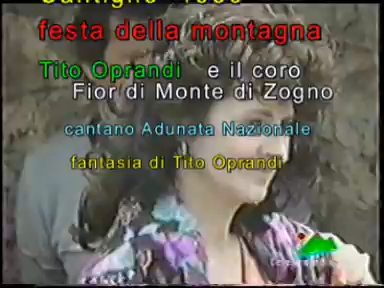 festa della montagna
Tito Oprandi e il coro
Fior di Monte di Zogno
cantano Adunata Nazionale
fantasia di Tito Oprandi